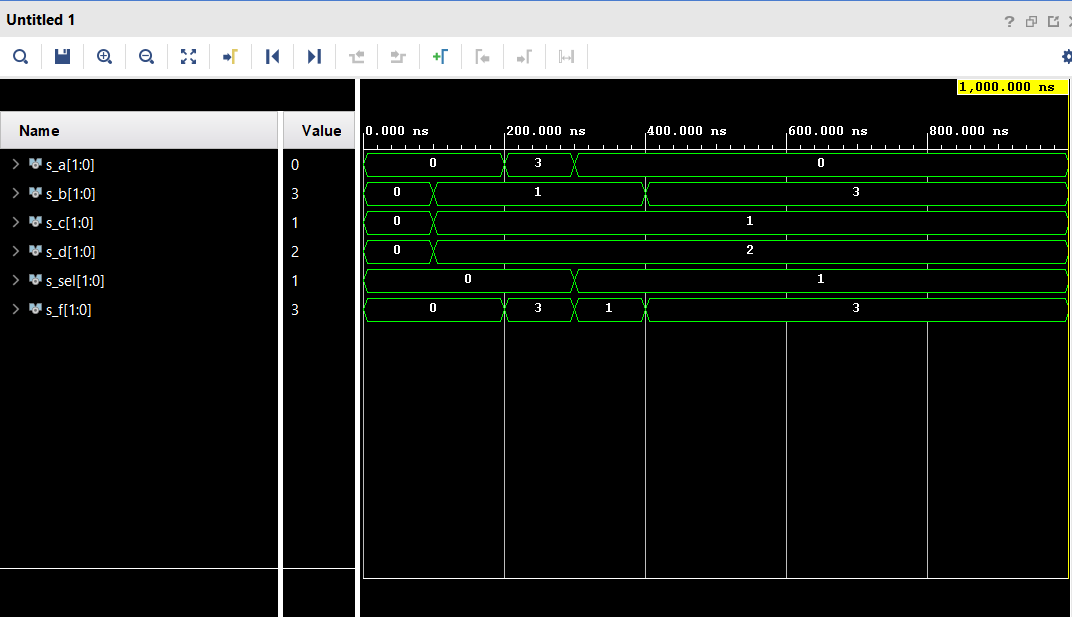 Untitled 1
?
1,000.000 ns
Name Value
0.000 ns 200.000 ns 400.000 ns 600.000 ns 800.000 ns
s_a[1:0] 0 0 3 0
s_b[1:0] 3 0 1 3
s_c[1:0] 1 0 1
s_d[1:0] 2 0 2
s_sel[1:0] 1 0 1
s_f[1:0] 3 0 3 1 3